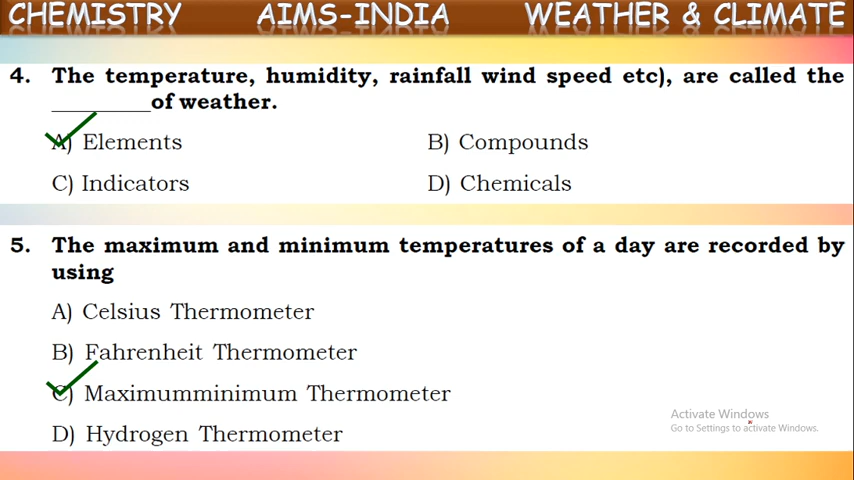 CHEMISTRY AIMS-INDIA WEATHER & CLIMATE
4. The temperature, humidity, rainfall wind speed etc), are called the
_________of weather.
A) Elements B) Compounds
C) Indicators D) Chemicals
5. The maximum and minimum temperatures of a day are recorded by
using
A) Celsius Thermometer
B) Fahrenheit Thermometer
C) Maximumminimum Thermometer
D) Hydrogen Thermometer
Activate Windows
Go to Settings to activate Windows.